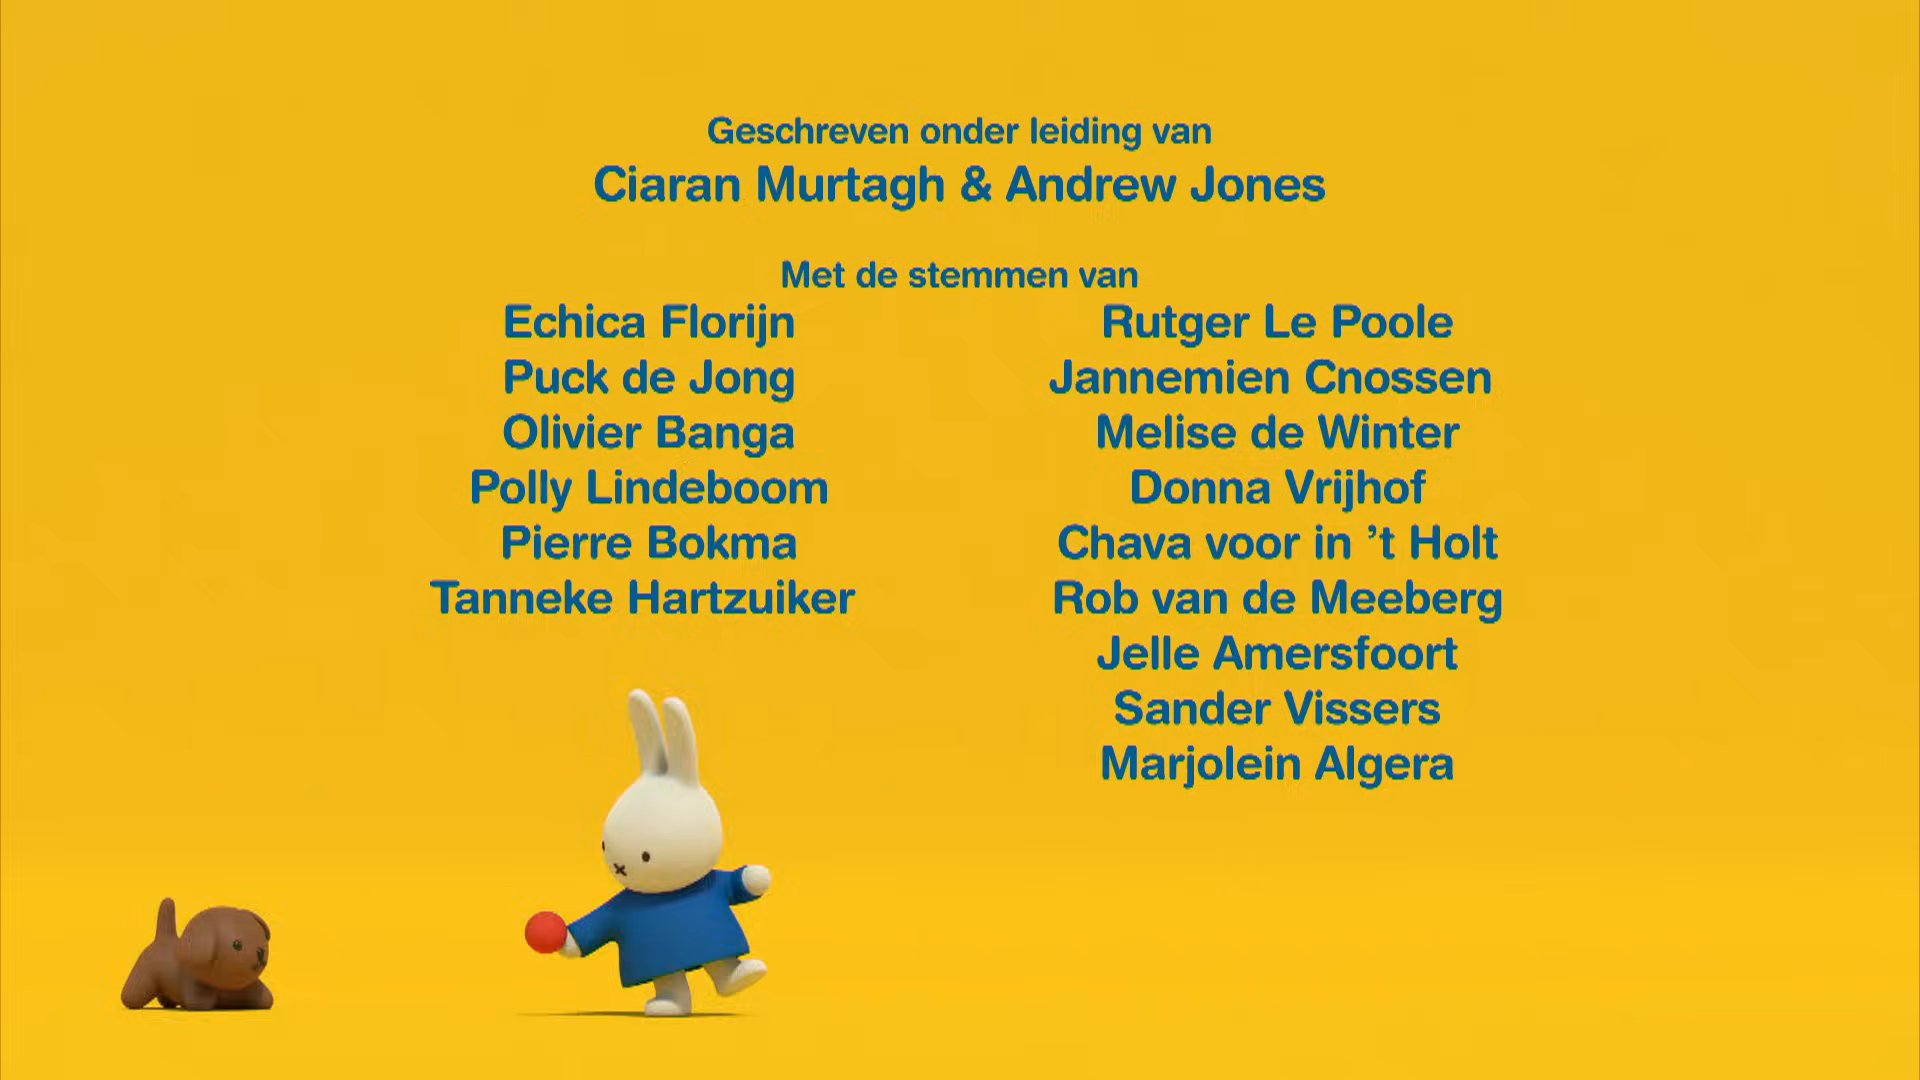 Geschreven onder leiding van
Ciaran Murtagh & Andrew Jones
Met de stemmen van
Echica Florijn
Puck de Jong
Olivier Banga
Polly Lindeboom
Pierre Bokma
Tanneke Hartzuiker
Rutger Le Poole
Jannemien Cnossen
Melise de Winter
Donna Vrijhof
Chava voor in ’t Holt
Rob van de Meeberg
Jelle Amersfoort
Sander Vissers
Marjolein Algera